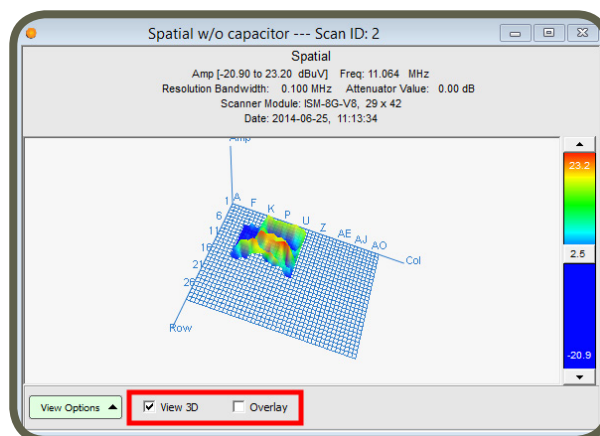 Spatial w/o capacitor --- Scan ID: 2
Spatial
Amp [-20.90 to 23.20 dBuV] Freq: 11.064 MHz
Resolution Bandwidth: 0.100 MHz Attenuator Value: 0.00 dB
Scanner Module: ISM-8G-V8, 29 x 42
Date: 2014-06-25, 11:13:34
Amp
1 A F K P U Z AE AJ AO
6
11
16
21
26
Col
Row
23.2
2.5
-20.9
View Options
View 3D
Overlay